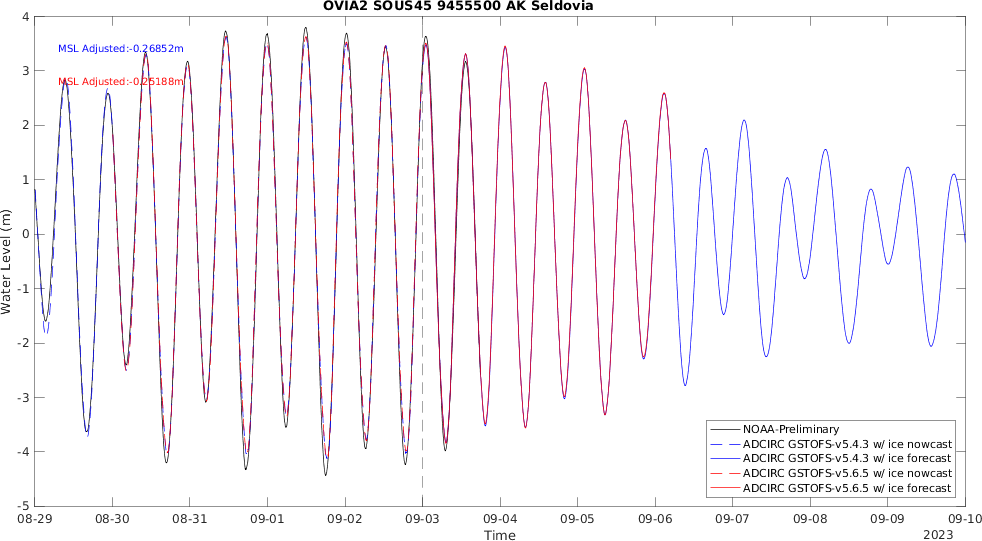 OVIA2 SOUS45 9455500 AK Seldovia
MSL Adjusted:-0.26852m
MSL Adjusted:-0.26188m
4
3
2
1
0
-1
-2
-3
-4
-5
Water Level (m)
NOAA-Preliminary
ADCIRC GSTOFS-v5.4.3 w/ ice nowcast
ADCIRC GSTOFS-v5.4.3 w/ ice forecast
ADCIRC GSTOFS-v5.6.5 w/ ice nowcast
ADCIRC GSTOFS-v5.6.5 w/ ice forecast
08-29 08-30 08-31 09-01 09-02 09-03 09-04 09-05 09-06 09-07 09-08 09-09 09-10
Time
2023